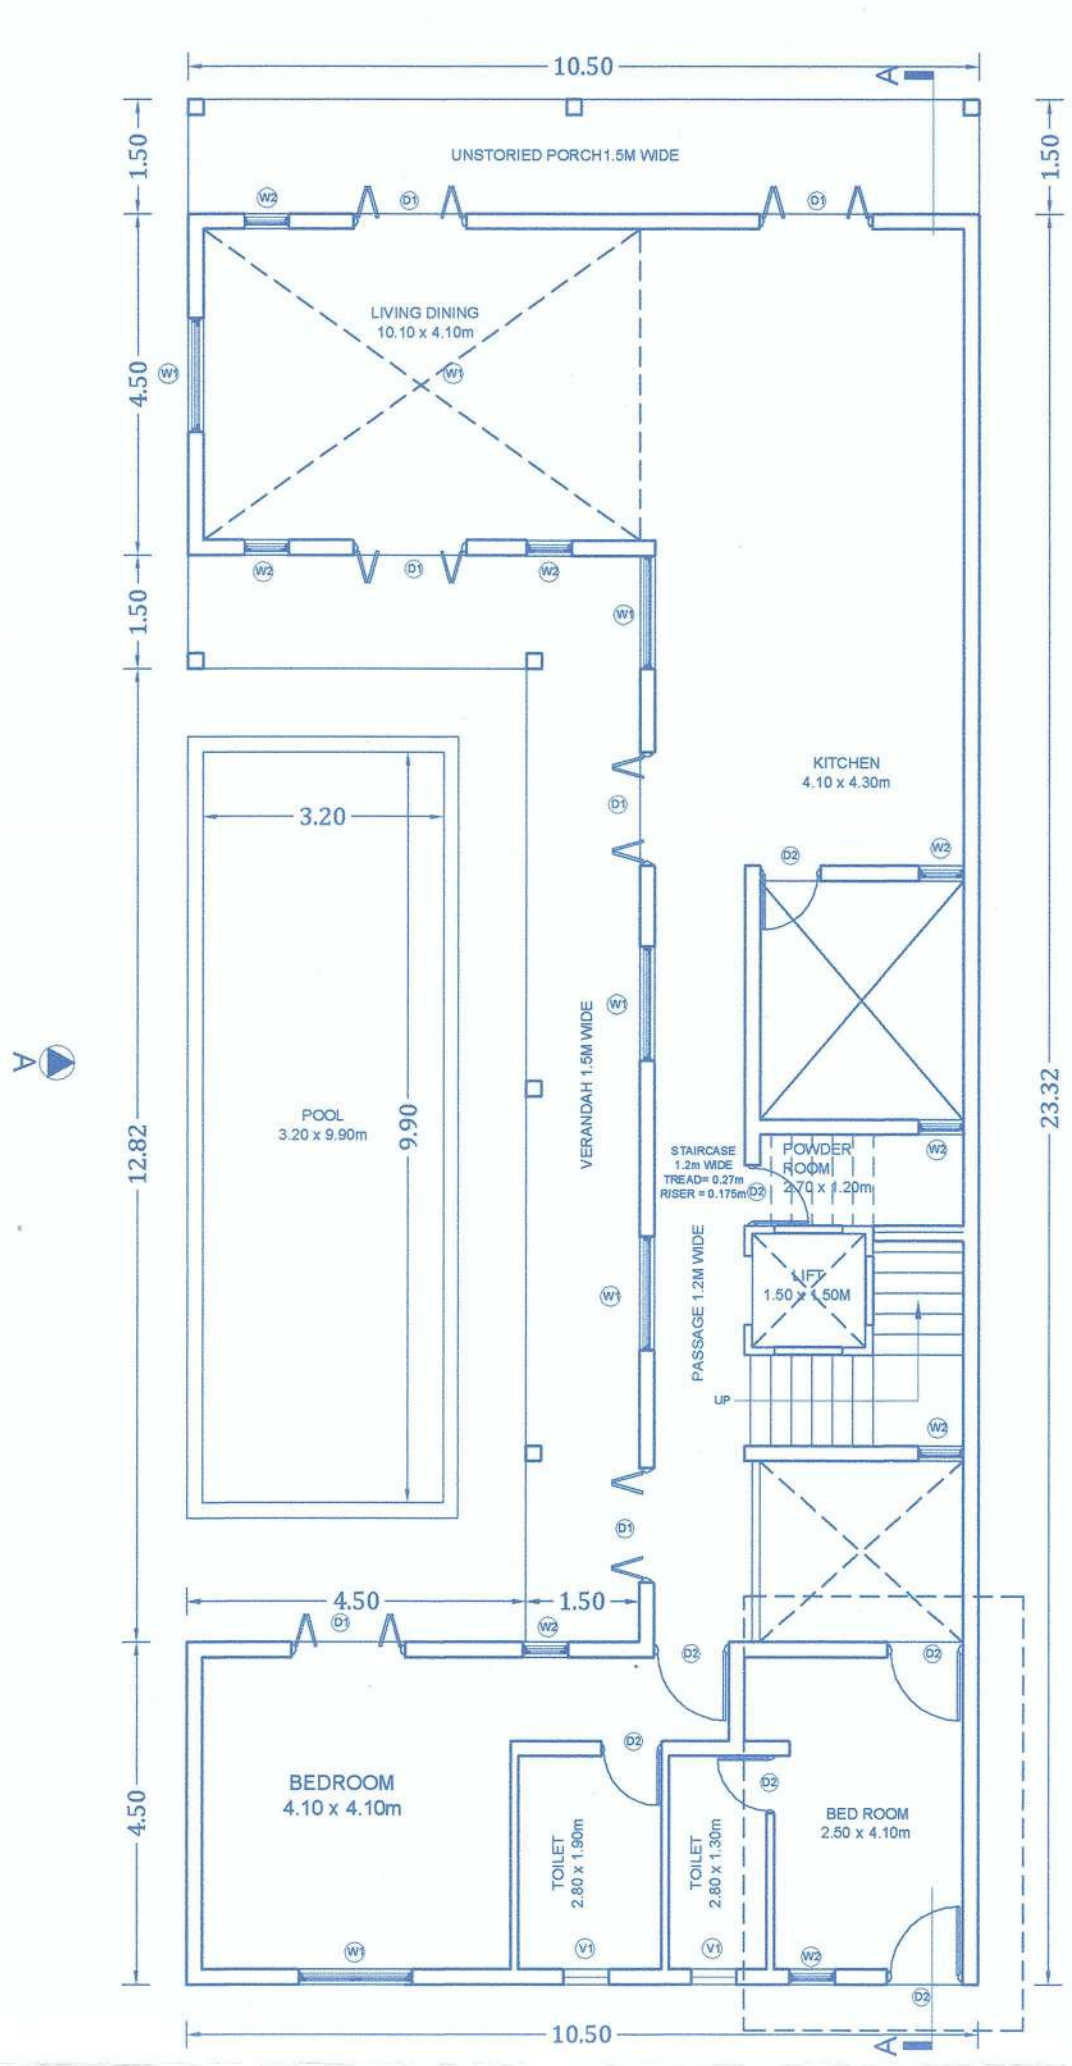 10.50
A
1.50
1.50
UNSTORIED PORCH 1.5M WIDE
W2
D1
D1
LIVING DINING
10.10 x 4.10m
W1
W1
4.50
W2
D1
W2
1.50
W1
KITCHEN
4.10 x 4.30m
D1
D2
W2
3.20
W1
VERANDAH 1.5M WIDE
A
23.32
POOL
3.20 x 9.90m
9.90
12.82
STAIRCASE
1.2m WIDE
TREAD= 0.27m
RISER = 0.175m
D2
POWDER
ROOM
2.70 x 1.20m
W2
PASSAGE 1.2M WIDE
LIFT
1.50 x 1.50M
W1
UP
W2
D1
4.50
1.50
D1
W2
D2
D2
D2
D2
BEDROOM
4.10 x 4.10m
4.50
BED ROOM
2.50 x 4.10m
TOILET
2.80 x 1.90m
TOILET
2.80 x 1.30m
W1
V1
V1
W2
D2
10.50
A